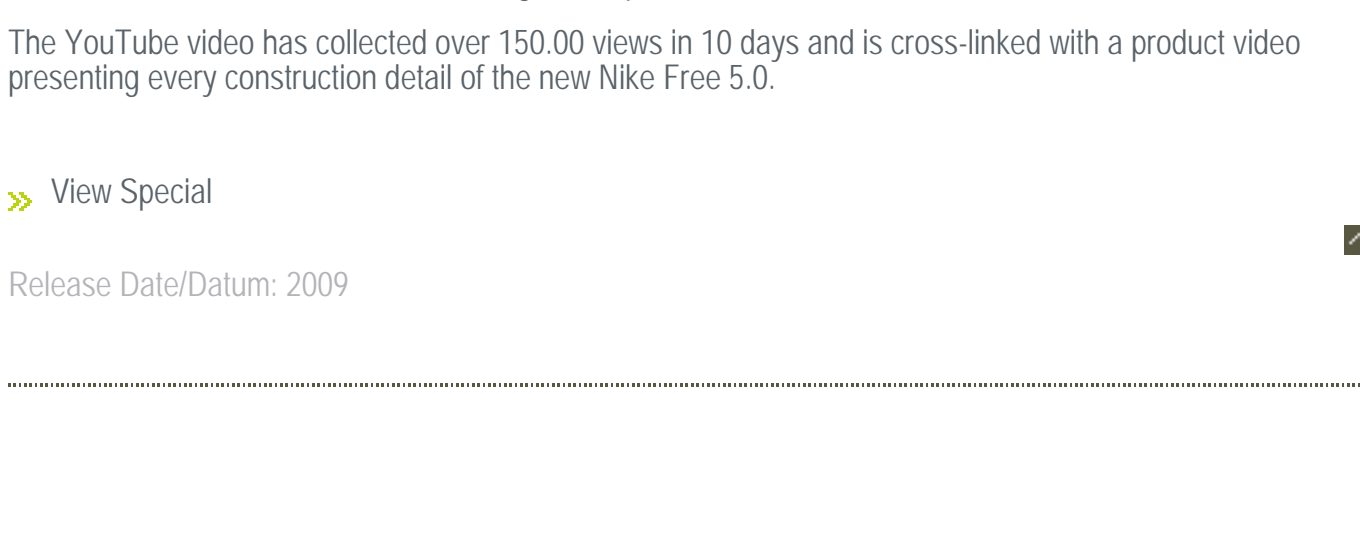 The YouTube video has collected over 150.00 views in 10 days and is cross-linked with a product video
presenting every construction detail of the new Nike Free 5.0.
View Special
Release Date/Datum: 2009